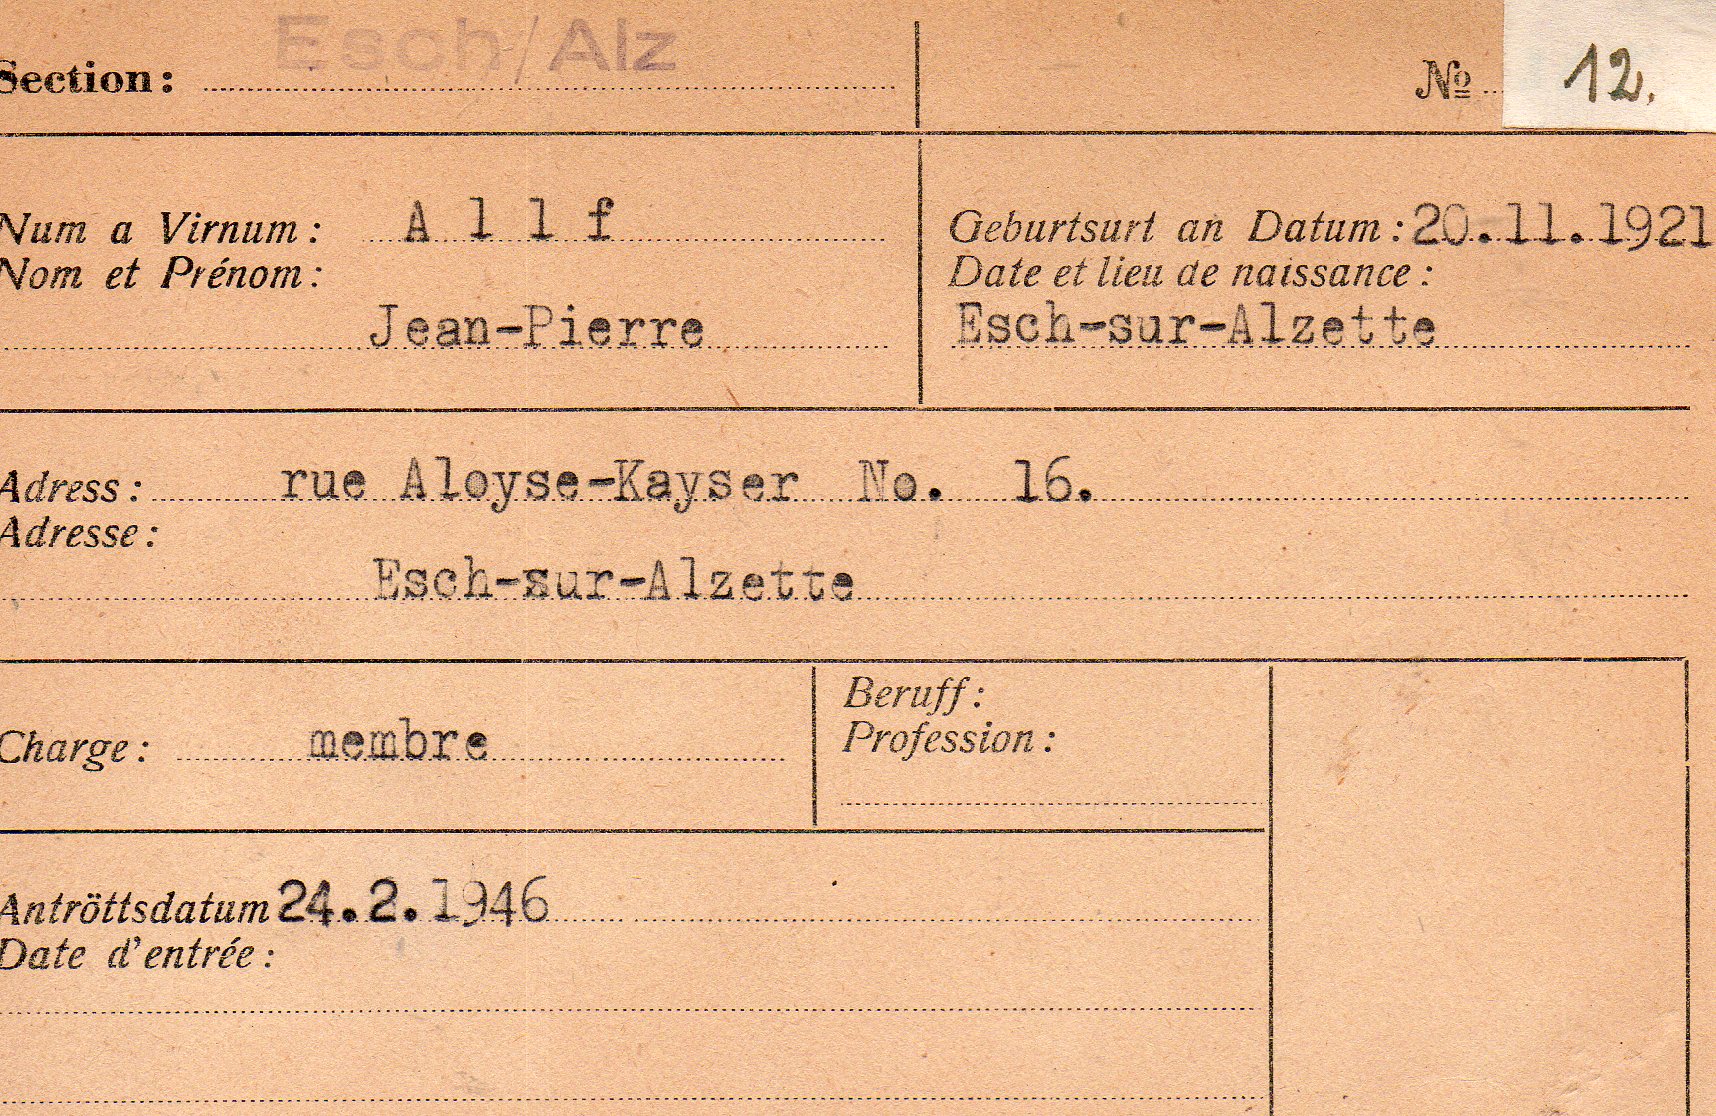 Section: Esch/Alz
№ 12.
Num a Virnum: Allf
Nom et Prénom:
Jean-Pierre
Geburtsurt an Datum: 20.11.1921
Date et lieu de naissance:
Esch-sur-Alzette
Adress: rue Aloyse-Kayser No. 16.
Adresse:
Esch-sur-Alzette
Charge: membre
Beruff:
Profession:
Antröttsdatum 24.2.1946
Date d'entrée: